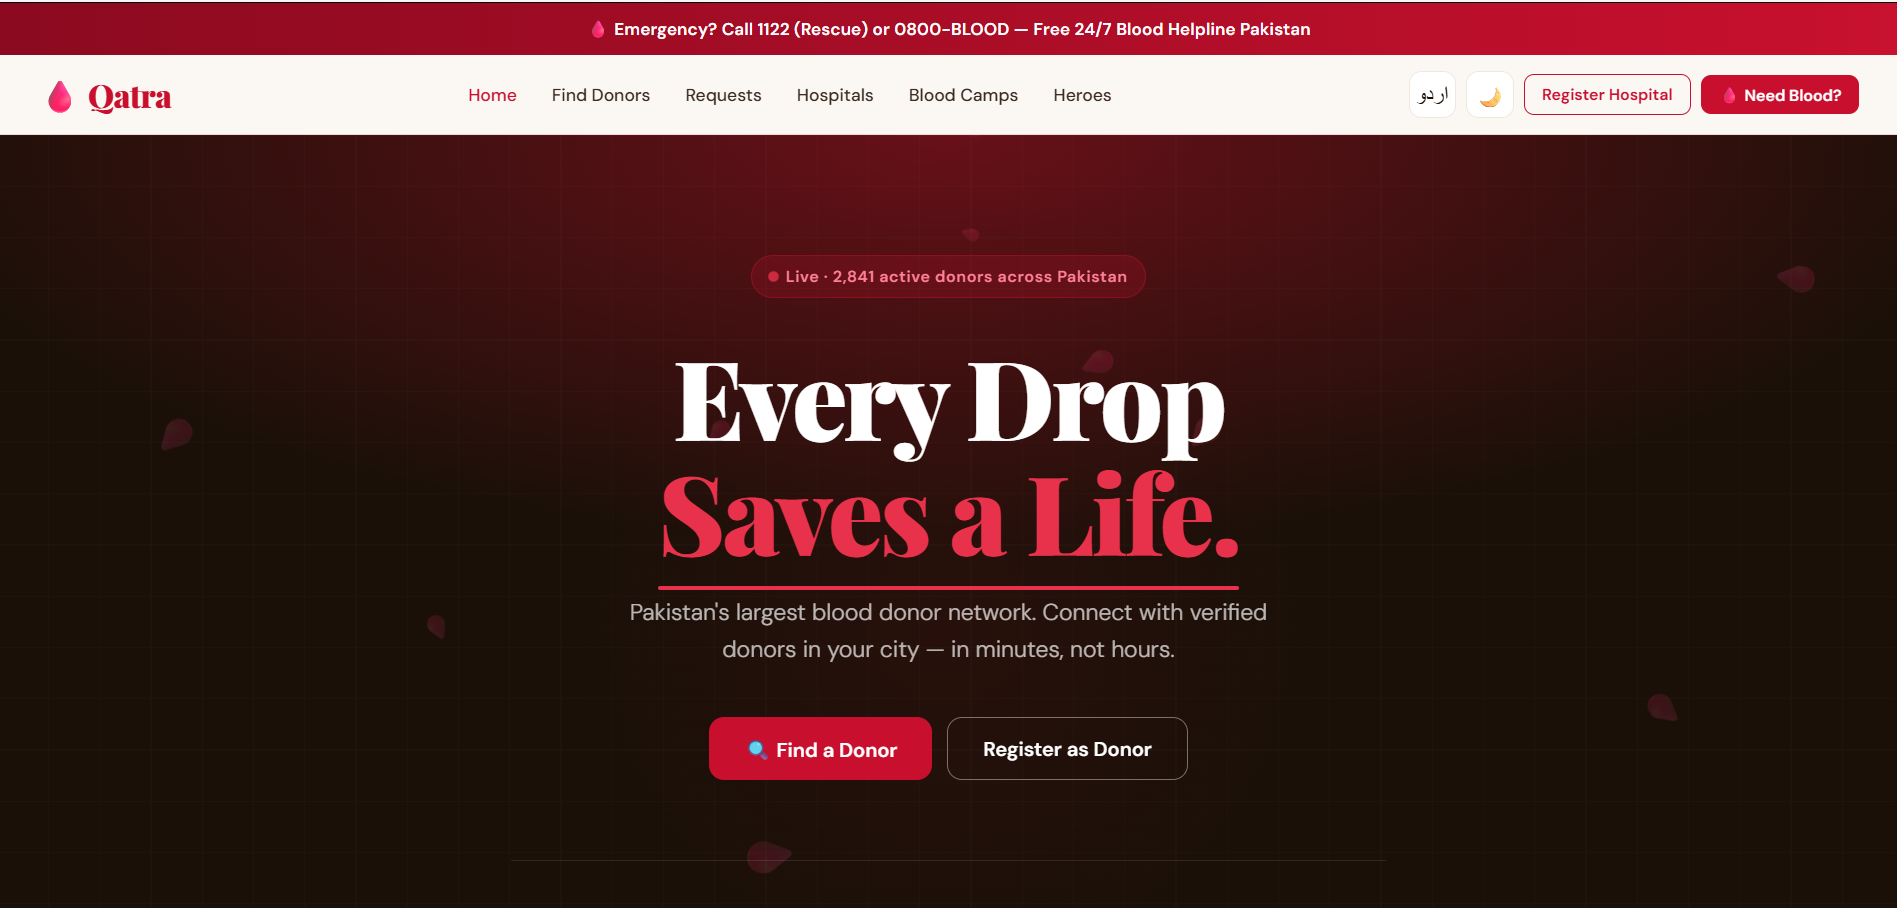 Emergency? Call 1122 (Rescue) or 0800-BLOOD — Free 24/7 Blood Helpline Pakistan
Qatra
Home
Find Donors
Requests
Hospitals
Blood Camps
Heroes
اردو
Register Hospital
Need Blood?
Live · 2,841 active donors across Pakistan
Every Drop
Saves a Life.
Pakistan's largest blood donor network. Connect with verified
donors in your city — in minutes, not hours.
Find a Donor
Register as Donor